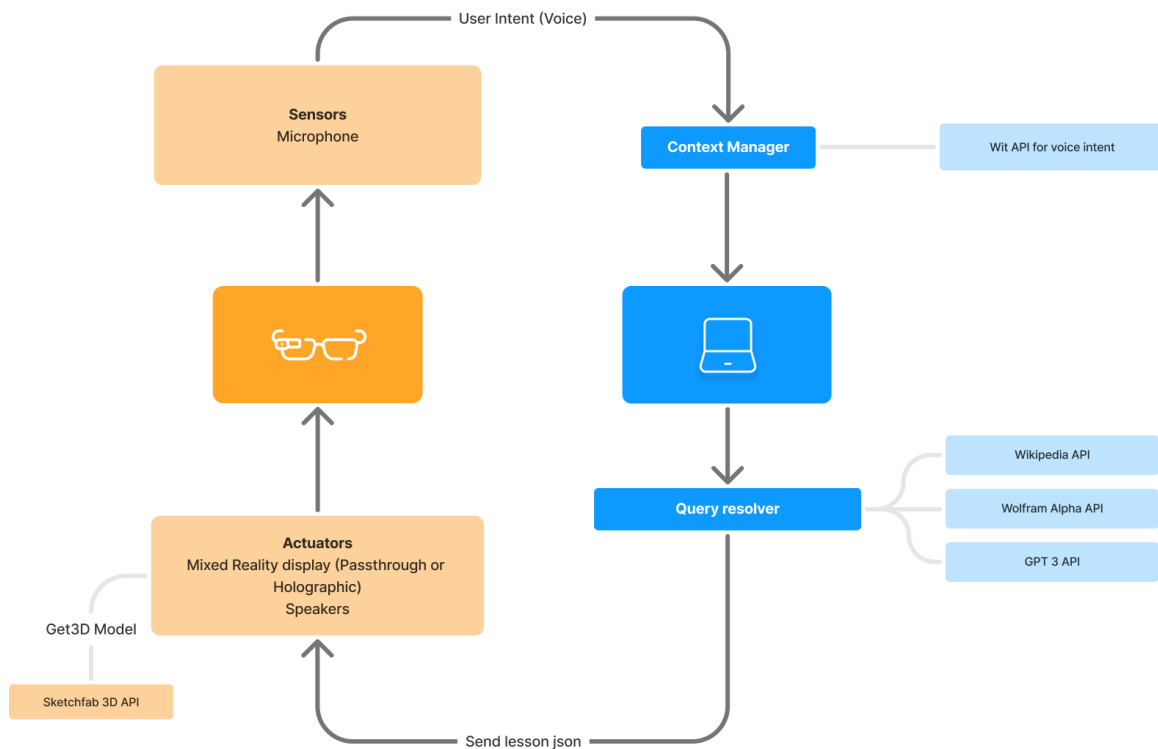 User Intent (Voice)
Sensors
Microphone
Context Manager
Wit API for voice intent
Wikipedia API
Query resolver
Wolfram Alpha API
GPT 3 API
Actuators
Mixed Reality display (Passthrough or
Holographic)
Speakers
Get3D Model
Sketchfab 3D API
Send lesson json